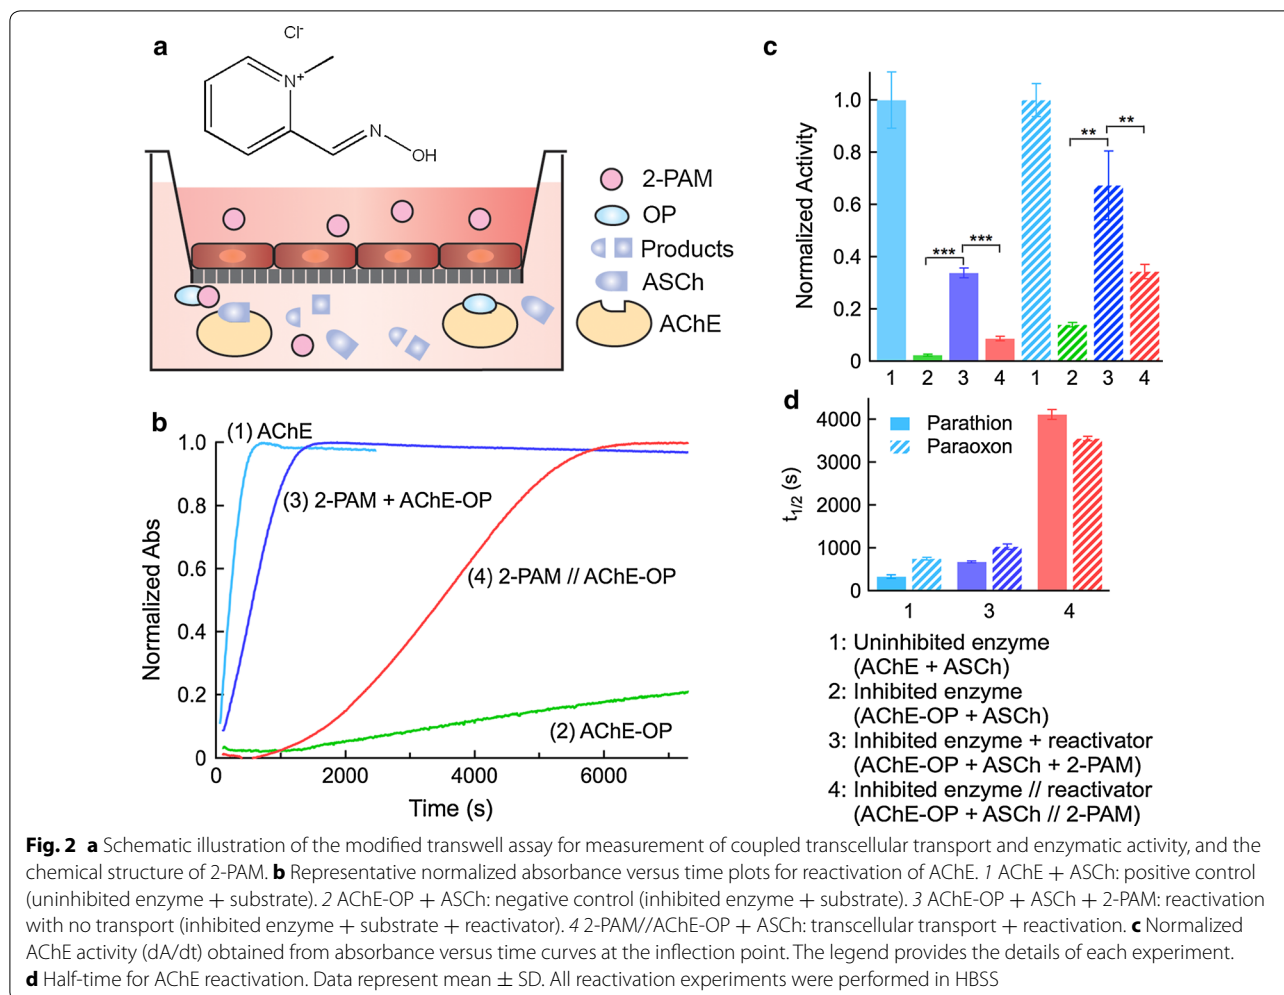 a
Cl-
N+
N
OH
2-PAM
OP
Products
ASCh
AChE
b
Normalized Abs
1.0
0.8
0.6
0.4
0.2
0
(1) AChE
(3) 2-PAM + AChE-OP
(4) 2-PAM // AChE-OP
(2) AChE-OP
0 2000 4000 6000
Time (s)
c
Normalized Activity
1.0
0.8
0.6
0.4
0.2
0
*** ***
** **
1 2 3 4 1 2 3 4
d
t1/2 (s)
4000
3000
2000
1000
0
Parathion
Paraoxon
1 3 4
1: Uninhibited enzyme
(AChE + ASCh)
2: Inhibited enzyme
(AChE-OP + ASCh)
3: Inhibited enzyme + reactivator
(AChE-OP + ASCh + 2-PAM)
4: Inhibited enzyme // reactivator
(AChE-OP + ASCh // 2-PAM)
Fig. 2 a Schematic illustration of the modified transwell assay for measurement of coupled transcellular transport and enzymatic activity, and the
chemical structure of 2-PAM. b Representative normalized absorbance versus time plots for reactivation of AChE. 1 AChE + ASCh: positive control
(uninhibited enzyme + substrate). 2 AChE-OP + ASCh: negative control (inhibited enzyme + substrate). 3 AChE-OP + ASCh + 2-PAM: reactivation
with no transport (inhibited enzyme + substrate + reactivator). 4 2-PAM//AChE-OP + ASCh: transcellular transport + reactivation. c Normalized
AChE activity (dA/dt) obtained from absorbance versus time curves at the inflection point. The legend provides the details of each experiment.
d Half-time for AChE reactivation. Data represent mean ± SD. All reactivation experiments were performed in HBSS